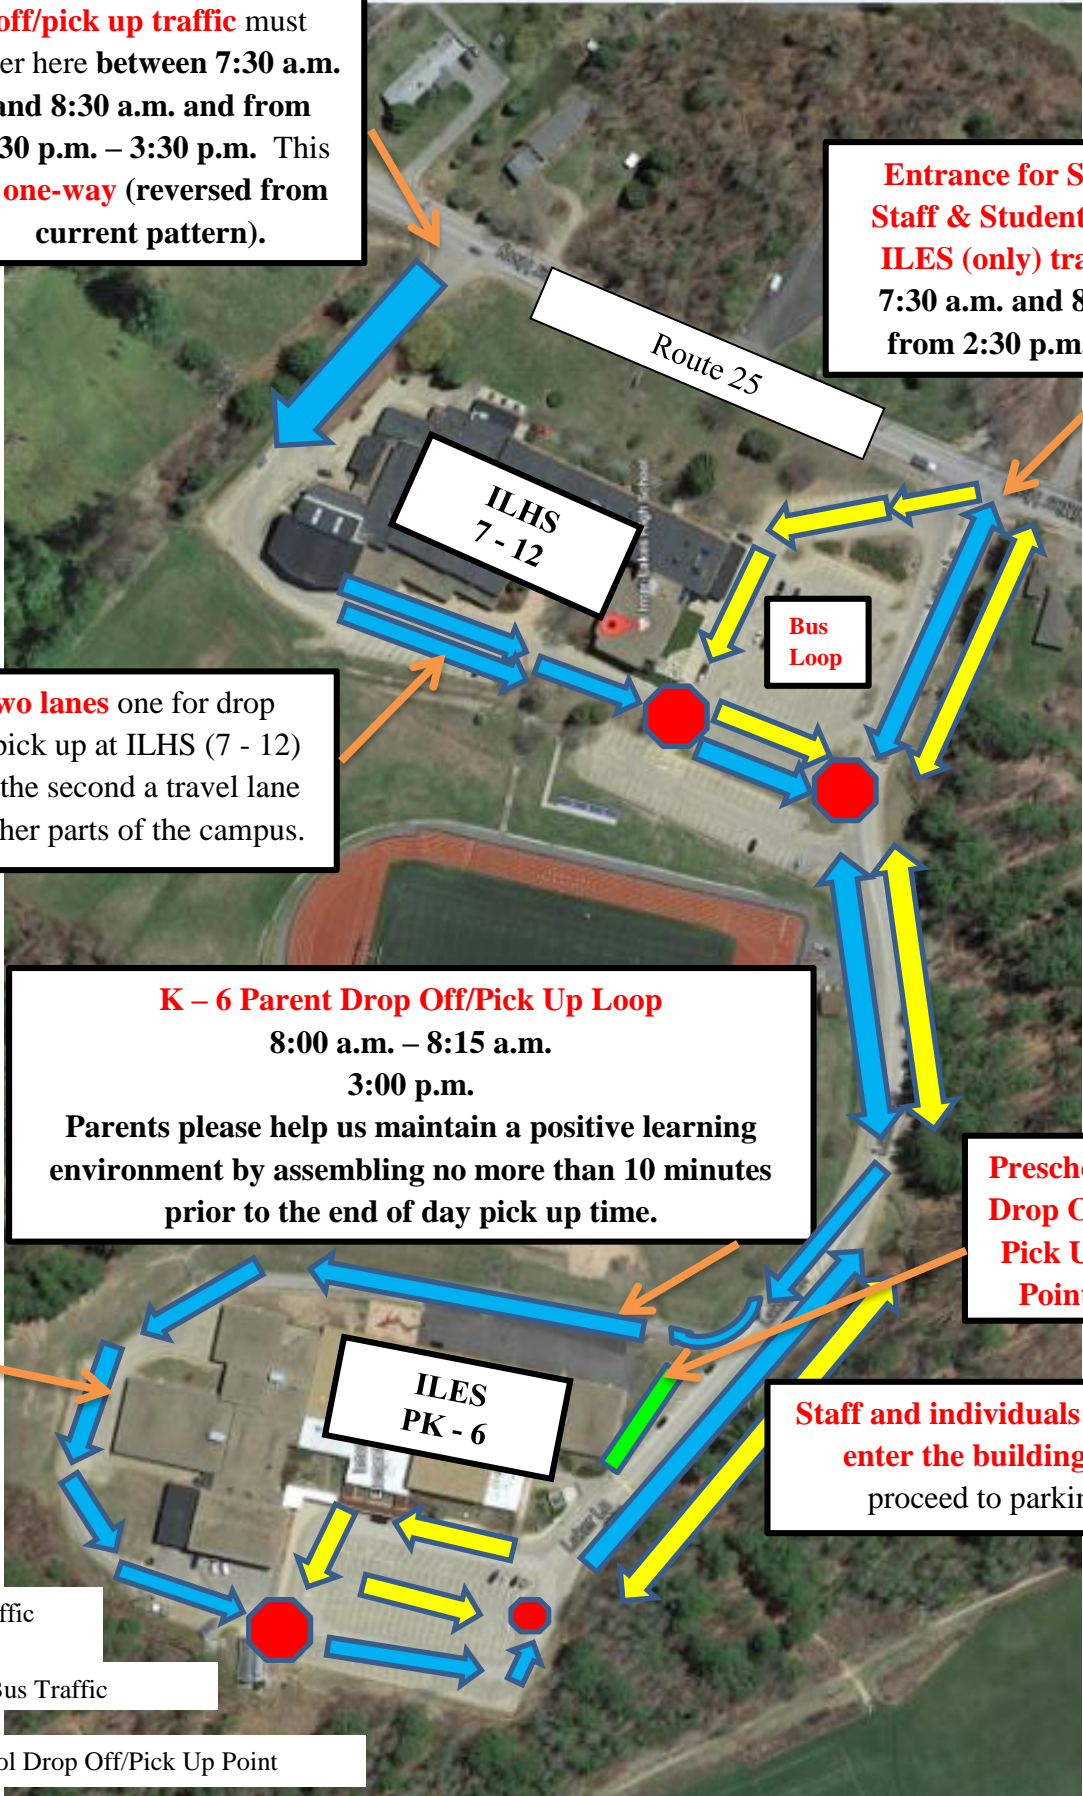 off/pick up traffic must
er here between 7:30 a.m.
and 8:30 a.m. and from
30 p.m. – 3:30 p.m. This
one-way (reversed from
current pattern).
Entrance for S
Staff & Student
ILES (only) tra
7:30 a.m. and 8
from 2:30 p.m.
Route 25
ILHS
7 - 12
Bus
Loop
wo lanes one for drop
pick up at ILHS (7 - 12)
the second a travel lane
her parts of the campus.
K – 6 Parent Drop Off/Pick Up Loop
8:00 a.m. – 8:15 a.m.
3:00 p.m.
Parents please help us maintain a positive learning
environment by assembling no more than 10 minutes
prior to the end of day pick up time.
Prescho
Drop O
Pick U
Point
ILES
PK - 6
Staff and individuals
enter the building
proceed to parkin
ffic
Bus Traffic
ol Drop Off/Pick Up Point